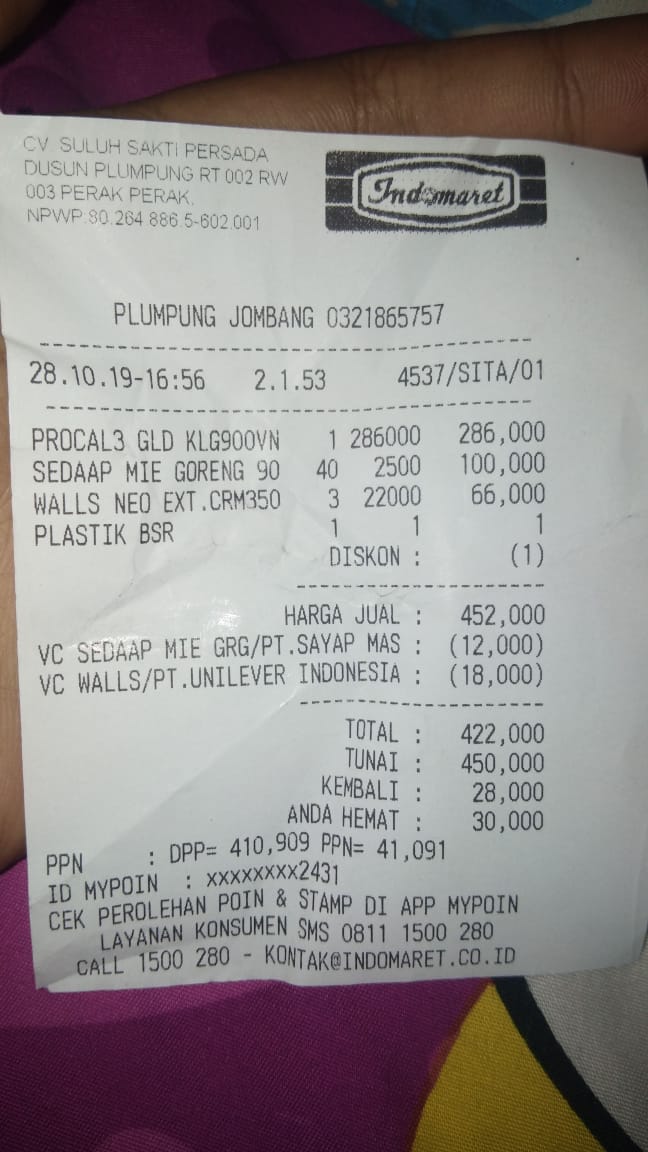 CV. SULUH SAKTI PERSADA
DUSUN PLUMPUNG RT 002 RW
003 PERAK PERAK,
NPWP:80.264.886.5-602.001
Indomaret
PLUMPUNG JOMBANG 0321865757
28.10.19-16:56 2.1.53 4537/SITA/01
PROCAL3 GLD KLG900VN 1 286000 286,000
SEDAAP MIE GORENG 90 40 2500 100,000
WALLS NEO EXT.CRM350 3 22000 66,000
PLASTIK BSR 1 1 1
DISKON : (1)
HARGA JUAL : 452,000
VC SEDAAP MIE GRG/PT.SAYAP MAS : (12,000)
VC WALLS/PT.UNILEVER INDONESIA : (18,000)
TOTAL : 422,000
TUNAI : 450,000
KEMBALI : 28,000
ANDA HEMAT : 30,000
PPN : DPP= 410,909 PPN= 41,091
ID MYPOIN : xxxxxxxx2431
CEK PEROLEHAN POIN & STAMP DI APP MYPOIN
LAYANAN KONSUMEN SMS 0811 1500 280
CALL 1500 280 - KONTAK@INDOMARET.CO.ID